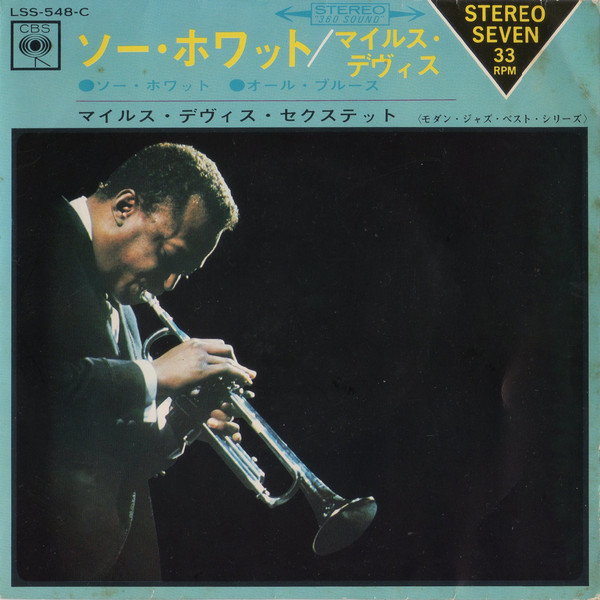 LSS-548-C
CBS
STEREO
"360 SOUND"
STEREO
SEVEN
33
RPM
ソー・ホワット/マイルス・
デヴィス
●ソー・ホワット ●オール・ブルース
マイルス・デヴィス・セクステット 〈モダン・ジャズ・ベスト・シリーズ〉